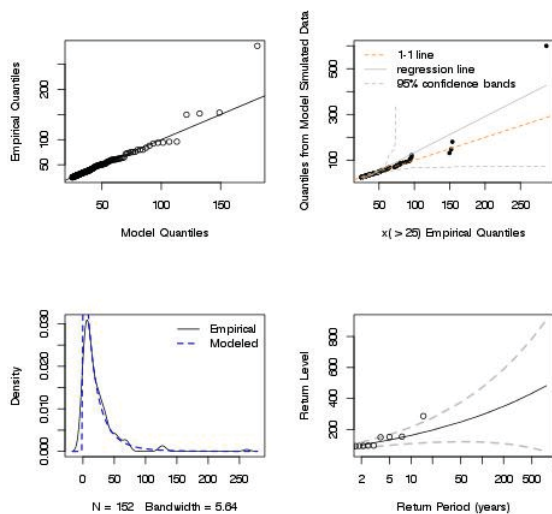 Empirical Quantiles
250
150
50
50
100
150
Model Quantiles
Quantiles from Model Simulated Data
500
300
100
1-1 line
regression line
95% confidence bands
50
100
150
200
250
x( > 25) Empirical Quantiles
Density
0.030
0.020
0.010
0.000
Empirical
Modeled
0
50
100
150
200
250
N = 152 Bandwidth = 5.64
Return Level
800
600
400
200
2
5
10
50
100
200
500
Return Period (years)